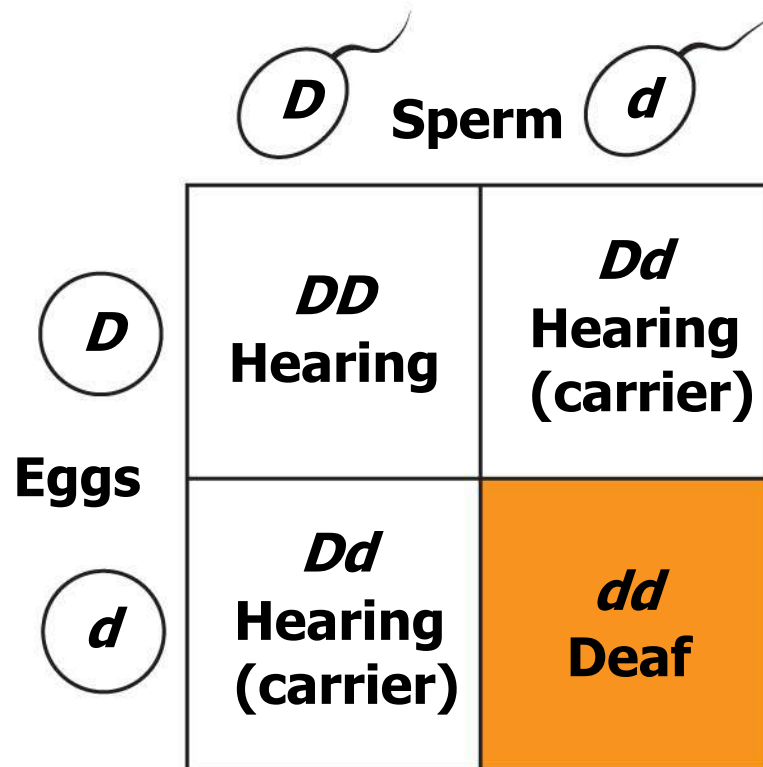 D
Sperm
d
D
DD
Hearing
Dd
Hearing
(carrier)
Eggs
d
Dd
Hearing
(carrier)
dd
Deaf